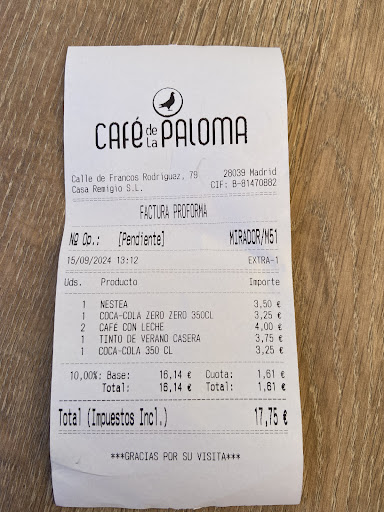 CAFÉ de La PALOMA
Calle de Francos Rodriguez, 79 28039 Madrid
Casa Remigio S.L. CIF: B-81470882
FACTURA PROFORMA
Nº Op.: [Pendiente] MIRADOR/M51
15/09/2024 13:12 EXTRA-1
Uds. Producto Importe
1 NESTEA 3,50 €
1 COCA-COLA ZERO ZERO 350CL 3,25 €
2 CAFE CON LECHE 4,00 €
1 TINTO DE VERANO CASERA 3,75 €
1 COCA-COLA 350 CL 3,25 €
10,00%: Base: 16,14 € Cuota: 1,61 €
Total: 16,14 € Total: 1,61 €
Total (Impuestos Incl.) 17,75 €
***GRACIAS POR SU VISITA***